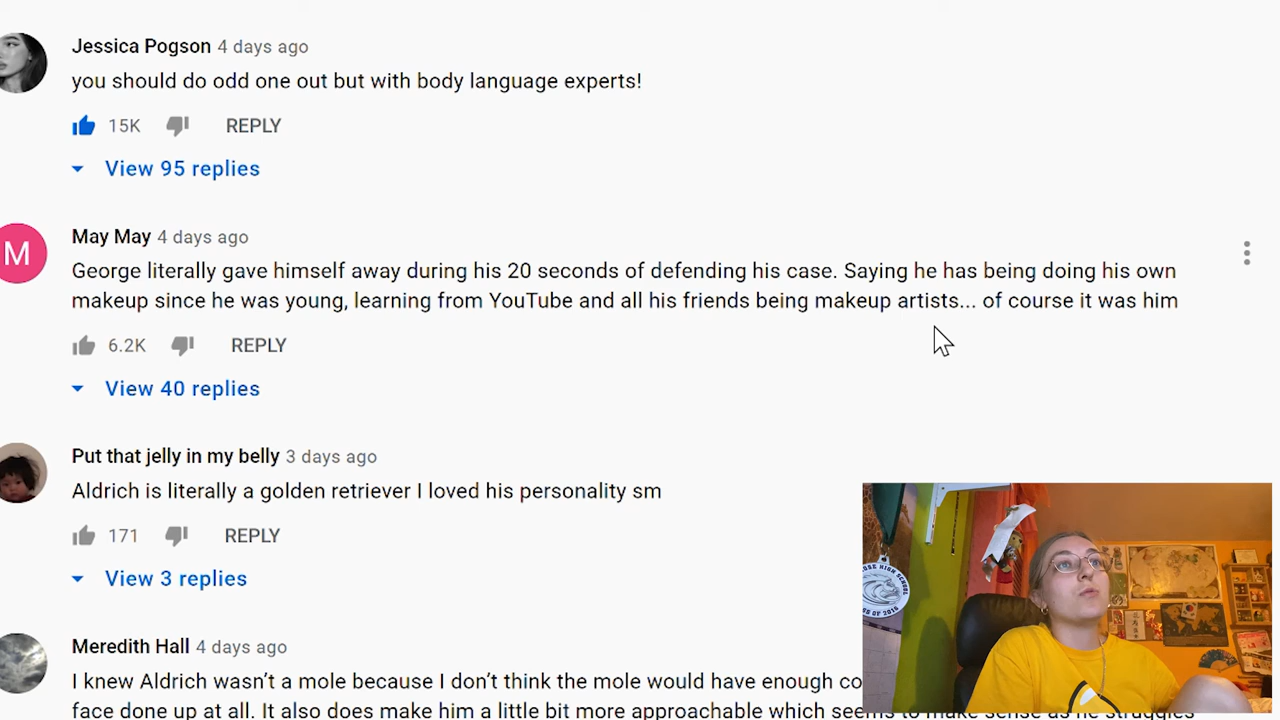 Jessica Pogson 4 days ago
you should do odd one out but with body language experts!
15K REPLY
View 95 replies
M
May May 4 days ago
George literally gave himself away during his 20 seconds of defending his case. Saying he has being doing his own
makeup since he was young, learning from YouTube and all his friends being makeup artists... of course it was him
6.2K REPLY
View 40 replies
Put that jelly in my belly 3 days ago
Aldrich is literally a golden retriever I loved his personality sm
171 REPLY
View 3 replies
Meredith Hall 4 days ago
I knew Aldrich wasn't a mole because I don't think the mole would have enough
face done up at all. It also does make him a little bit more approachable which seems to make sense as he struggles
HIGH SCHOOL
OF 2016